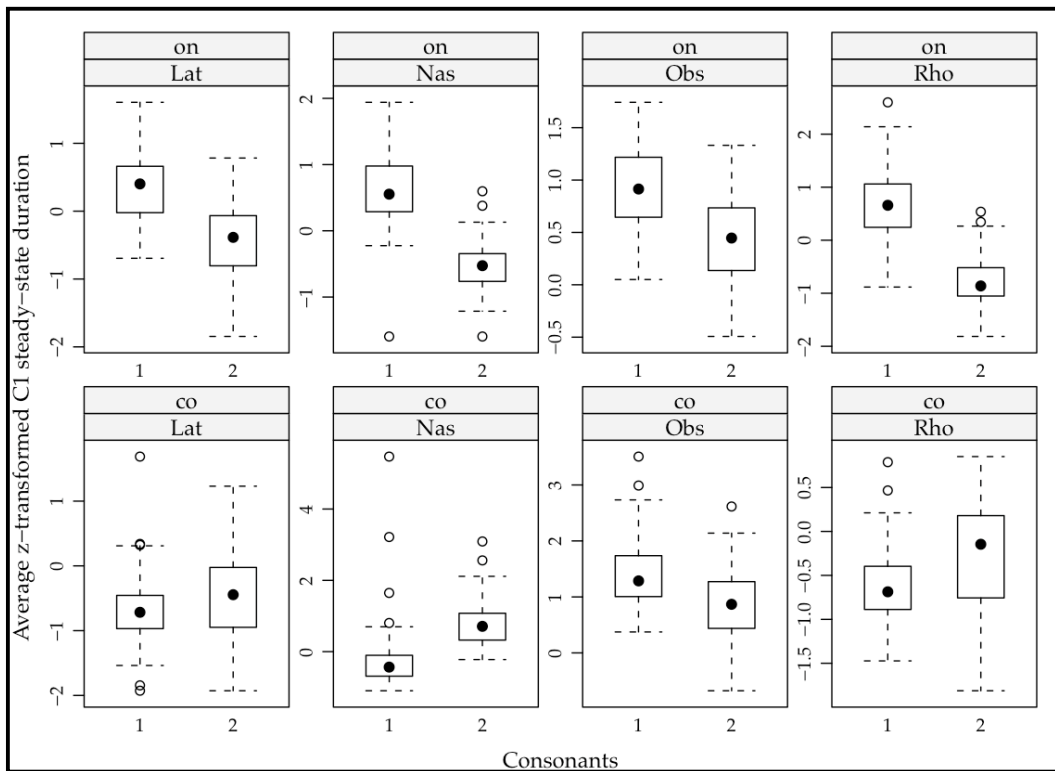 Average z−transformed C1 steady−state duration
on
on
on
on
Lat
Nas
Obs
Rho
1
0
−1
−2
2
1
0
−1
1.5
1.0
0.5
0.0
−0.5
2
1
0
−1
−2
1 2
1 2
1 2
1 2
co
co
co
co
Lat
Nas
Obs
Rho
1
0
−1
−2
4
2
0
3
2
1
0
0.5
0.0
−0.5
−1.0
−1.5
1 2
1 2
1 2
1 2
Consonants